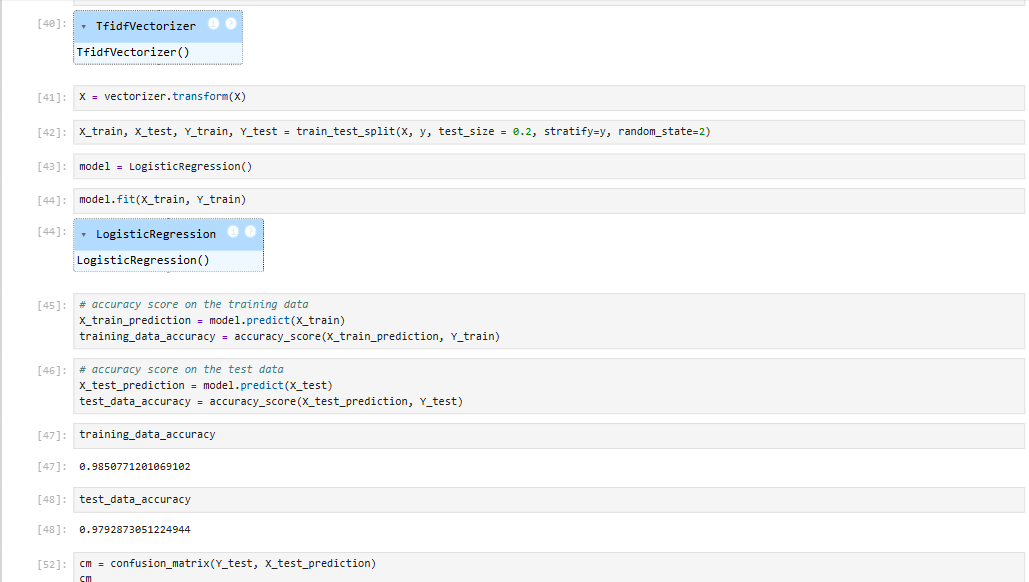 [40]: ▾ TfidfVectorizer i ?
TfidfVectorizer()
[41]: X = vectorizer.transform(X)
[42]: X_train, X_test, Y_train, Y_test = train_test_split(X, y, test_size = 0.2, stratify=y, random_state=2)
[43]: model = LogisticRegression()
[44]: model.fit(X_train, Y_train)
[44]: ▾ LogisticRegression i ?
LogisticRegression()
[45]: # accuracy score on the training data
X_train_prediction = model.predict(X_train)
training_data_accuracy = accuracy_score(X_train_prediction, Y_train)
[46]: # accuracy score on the test data
X_test_prediction = model.predict(X_test)
test_data_accuracy = accuracy_score(X_test_prediction, Y_test)
[47]: training_data_accuracy
[47]: 0.9850771201069102
[48]: test_data_accuracy
[48]: 0.9792873051224944
[52]: cm = confusion_matrix(Y_test, X_test_prediction)
cm